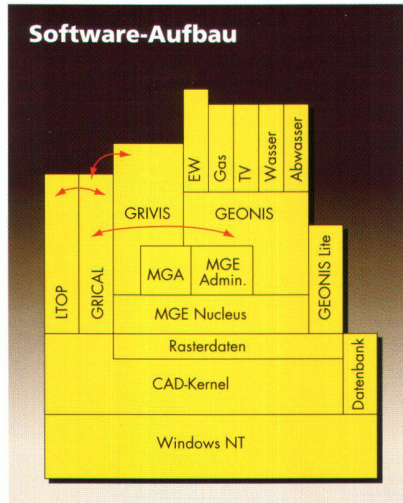 Software-Aufbau
EW
Gas
TV
Wasser
Abwasser
GRIVIS
GEONIS
LTOP
GRICAL
MGA
MGE
Admin.
GEONIS Lite
MGE Nucleus
Rasterdaten
CAD-Kernel
Datenbank
Windows NT